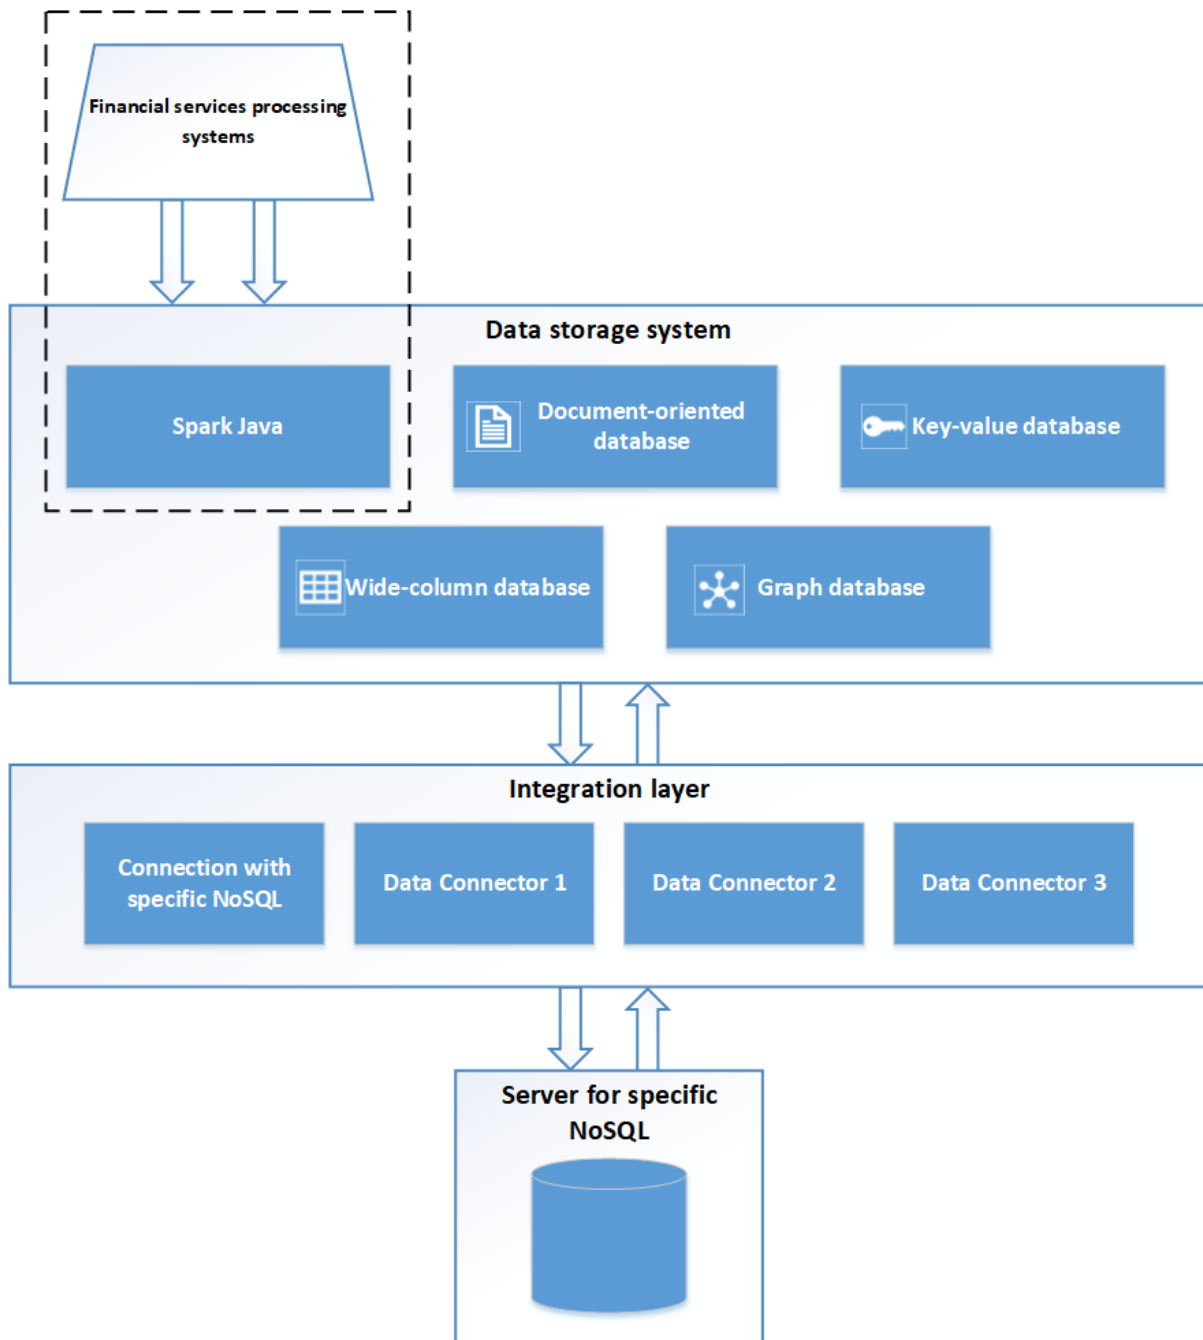 Financial services processing
systems
Data storage system
Spark Java
Document-oriented
database
Key-value database
Wide-column database
Graph database
Integration layer
Connection with
specific NoSQL
Data Connector 1
Data Connector 2
Data Connector 3
Server for specific
NoSQL